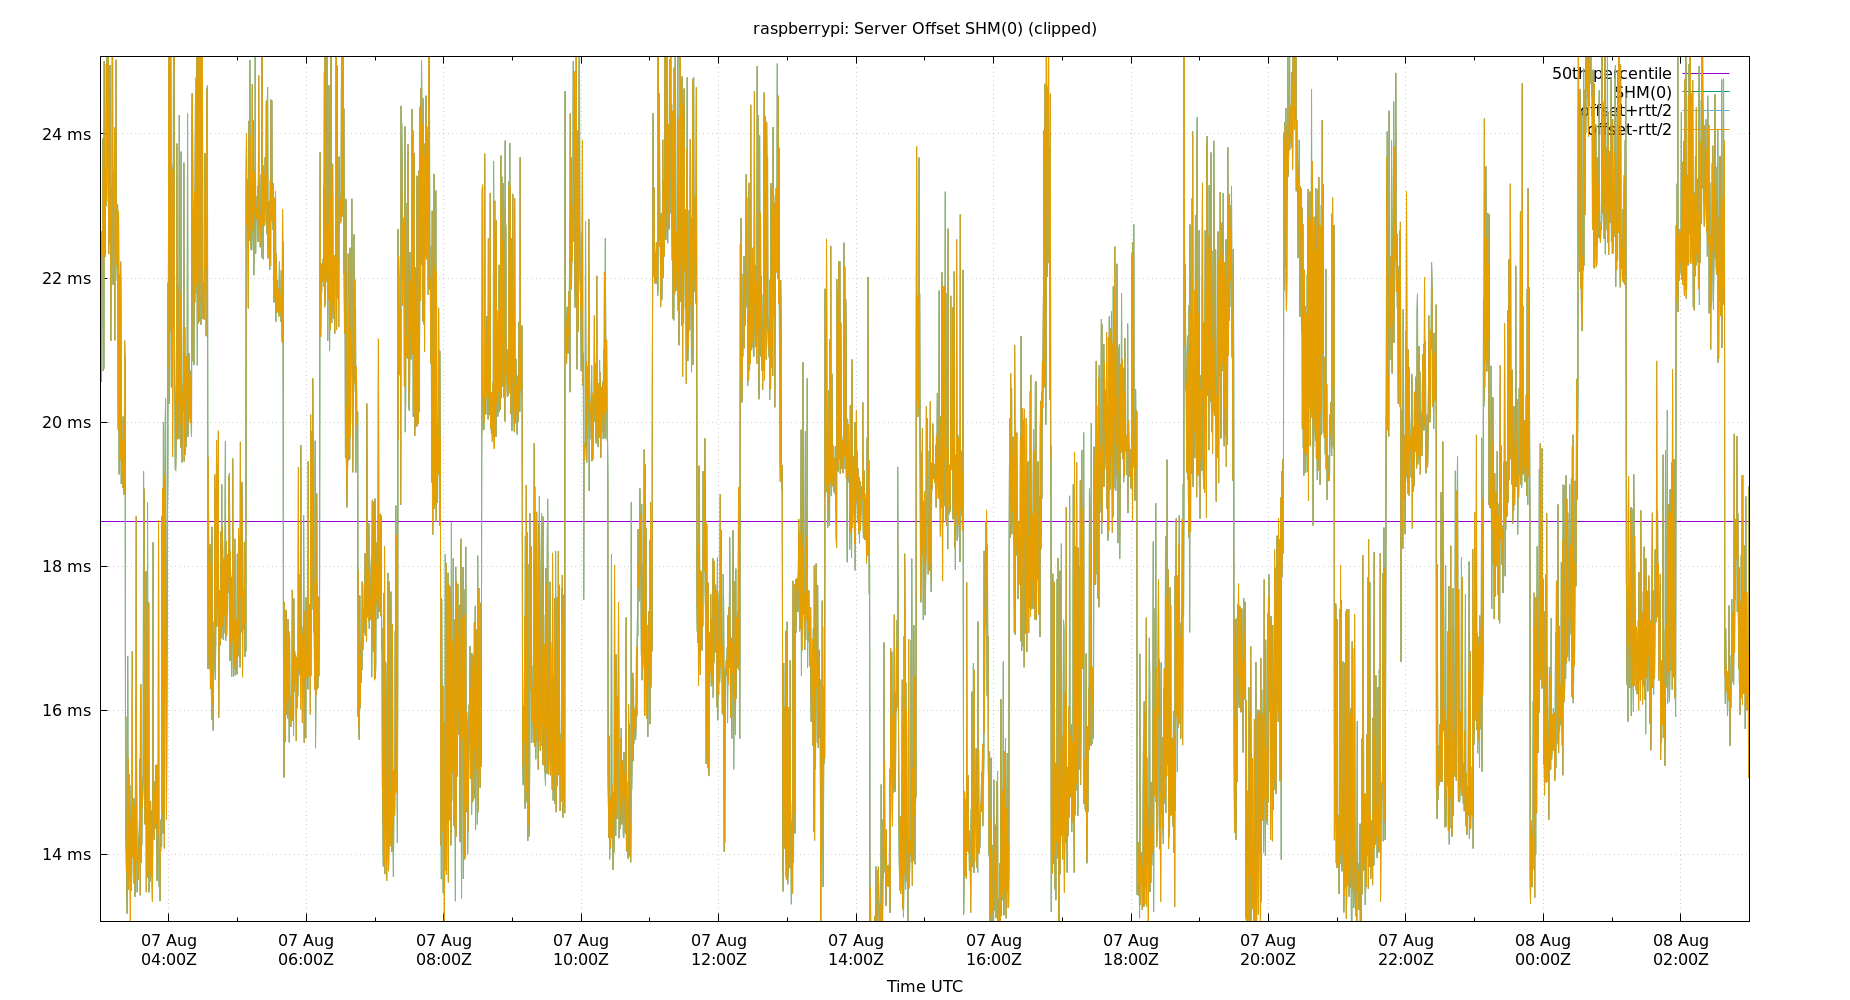 raspberrypi: Server Offset SHM(0) (clipped)
50th percentile
SHM(0)
offset+rtt/2
offset-rtt/2
24 ms
22 ms
20 ms
18 ms
16 ms
14 ms
07 Aug 07 Aug 07 Aug 07 Aug 07 Aug 07 Aug 07 Aug 07 Aug 07 Aug 07 Aug 08 Aug 08 Aug
04:00Z 06:00Z 08:00Z 10:00Z 12:00Z 14:00Z 16:00Z 18:00Z 20:00Z 22:00Z 00:00Z 02:00Z
Time UTC